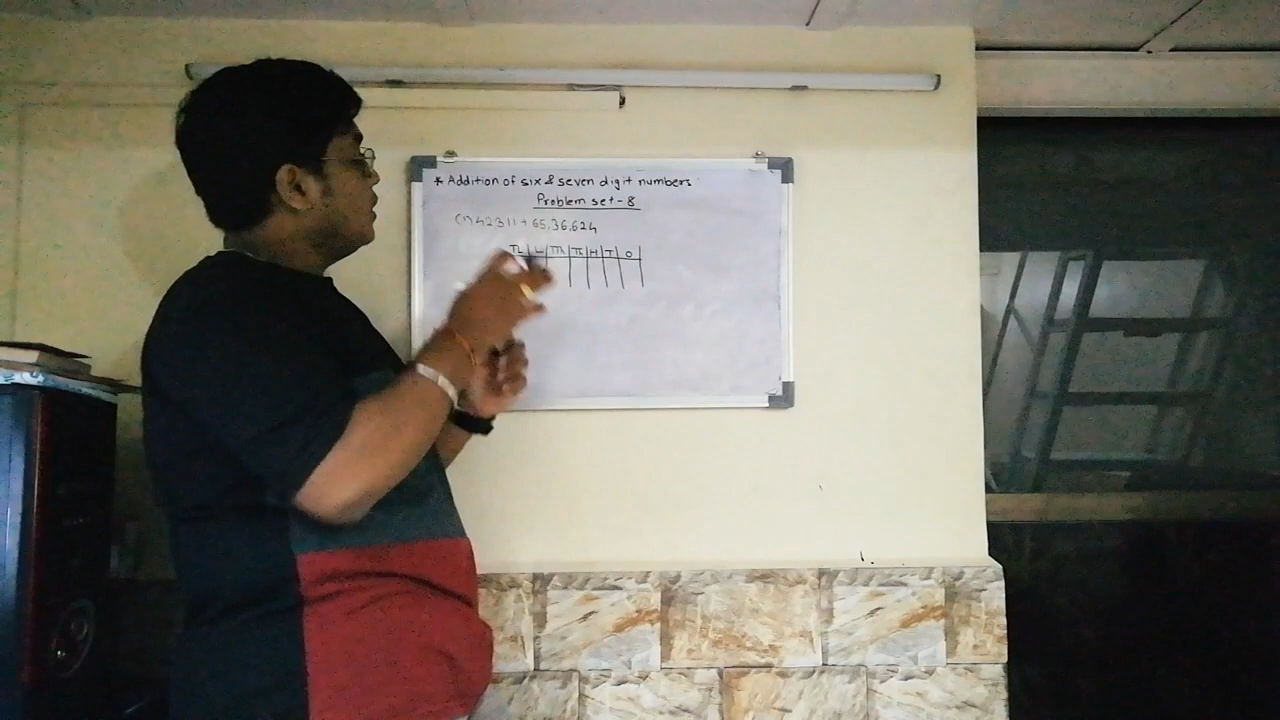 * Addition of six & seven digit numbers
Problem set - 8
(1) 42311 + 65,36,624
TL L TTh Th H T O